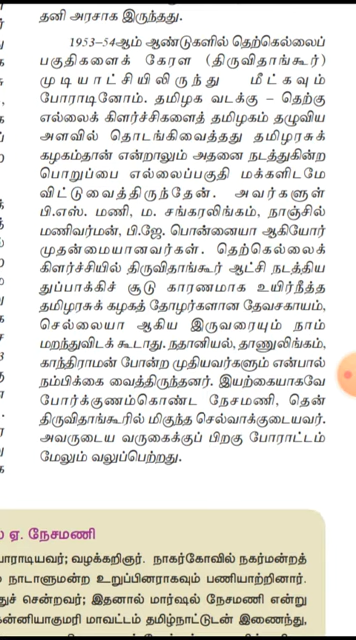 தனி அரசாக இருந்தது.
1953–54ஆம் ஆண்டுகளில் தெற்கெல்லைப்
பகுதிகளைக் கேரள (திருவிதாங்கூர்)
முடியாட்சியிலிருந்து மீட்கவும்
போராடினோம். தமிழக வடக்கு – தெற்கு
எல்லைக் கிளர்ச்சிகளைத் தமிழகம் தழுவிய
அளவில் தொடங்கிவைத்தது தமிழரசுக்
கழகம்தான் என்றாலும் அதனை நடத்துகின்ற
பொறுப்பை எல்லைப்பகுதி மக்களிடமே
விட்டுவைத்திருந்தேன். அவர்களுள்
பி.எஸ். மணி, ம. சங்கரலிங்கம், நாஞ்சில்
மணிவர்மன், பி.ஜே. பொன்னையா ஆகியோர்
முதன்மையானவர்கள். தெற்கெல்லைக்
கிளர்ச்சியில் திருவிதாங்கூர் ஆட்சி நடத்திய
துப்பாக்கிச் சூடு காரணமாக உயிர்நீத்த
தமிழரசுக் கழகத் தோழர்களான தேவசகாயம்,
செல்லையா ஆகிய இருவரையும் நாம்
மறந்துவிடக் கூடாது. நதானியல், தாணுலிங்கம்,
காந்திராமன் போன்ற முதியவர்களும் என்பால்
நம்பிக்கை வைத்திருந்தனர். இயற்கையாகவே
போர்க்குணம்கொண்ட நேசமணி, தென்
திருவிதாங்கூரில் மிகுந்த செல்வாக்குடையவர்.
அவருடைய வருகைக்குப் பிறகு போராட்டம்
மேலும் வலுப்பெற்றது.
ஏ. நேசமணி
பாராடியவர்; வழக்கறிஞர். நாகர்கோவில் நகர்மன்றத்
நாடாளுமன்ற உறுப்பினராகவும் பணியாற்றினார்.
துச் சென்றவர்; இதனால் மார்ஷல் நேசமணி என்று
கன்னியாகுமரி மாவட்டம் தமிழ்நாட்டுடன் இணைந்து,